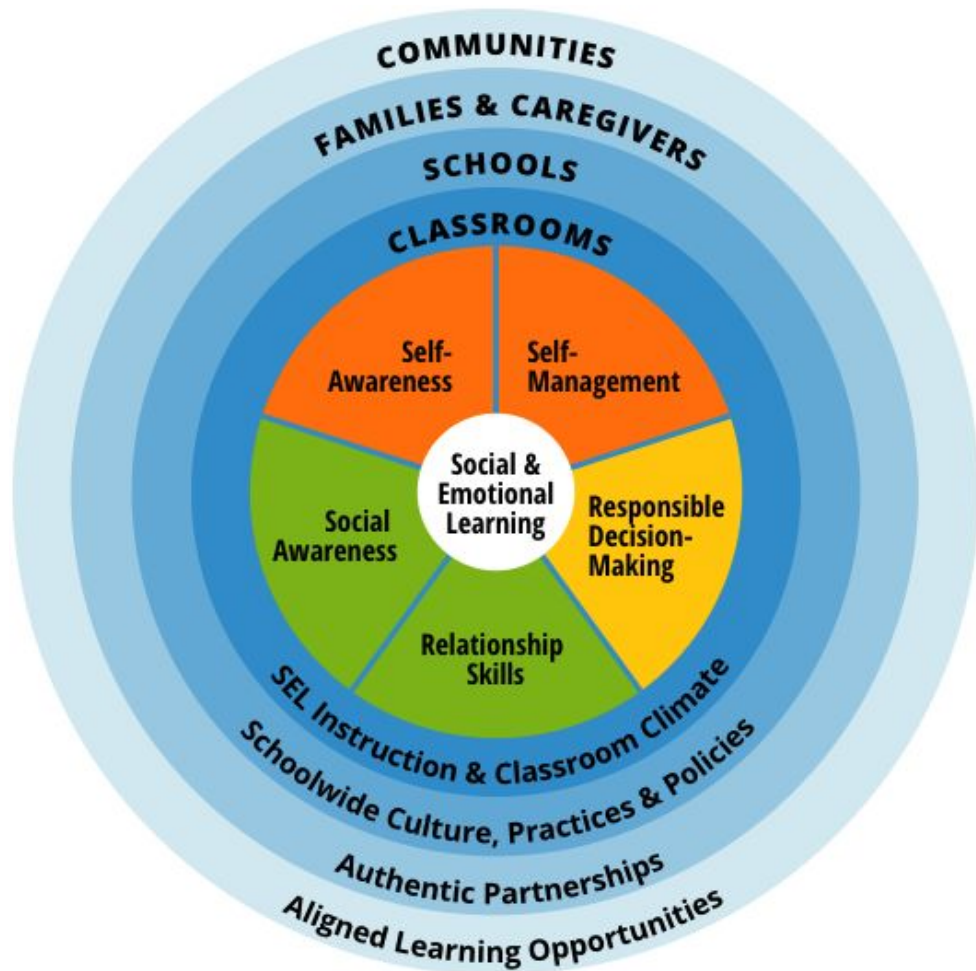 COMMUNITIES
FAMILIES & CAREGIVERS
SCHOOLS
CLASSROOMS
Self-
Awareness
Self-
Management
Social &
Emotional
Learning
Social
Awareness
Responsible
Decision-
Making
Relationship
Skills
SEL Instruction & Classroom Climate
Schoolwide Culture, Practices & Policies
Authentic Partnerships
Aligned Learning Opportunities